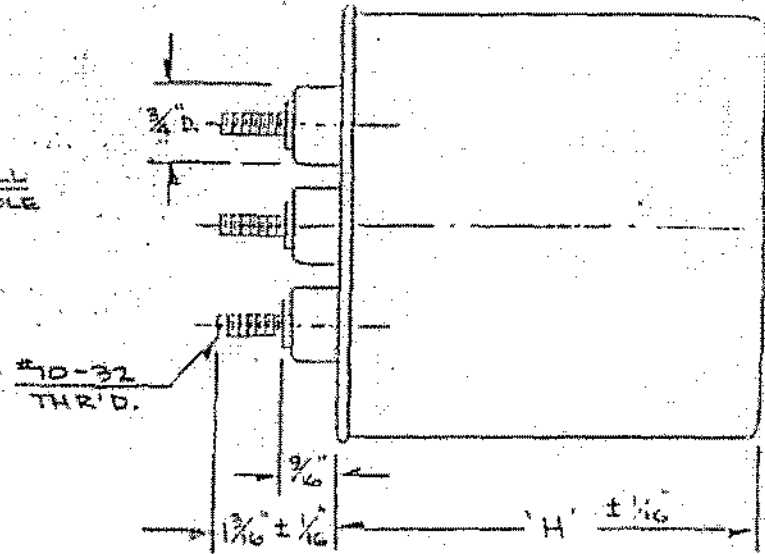 3/4" D.
#10-32
THR'D.
9/16"
1 3/16" ± 1/16"
'H' ± 1/16"